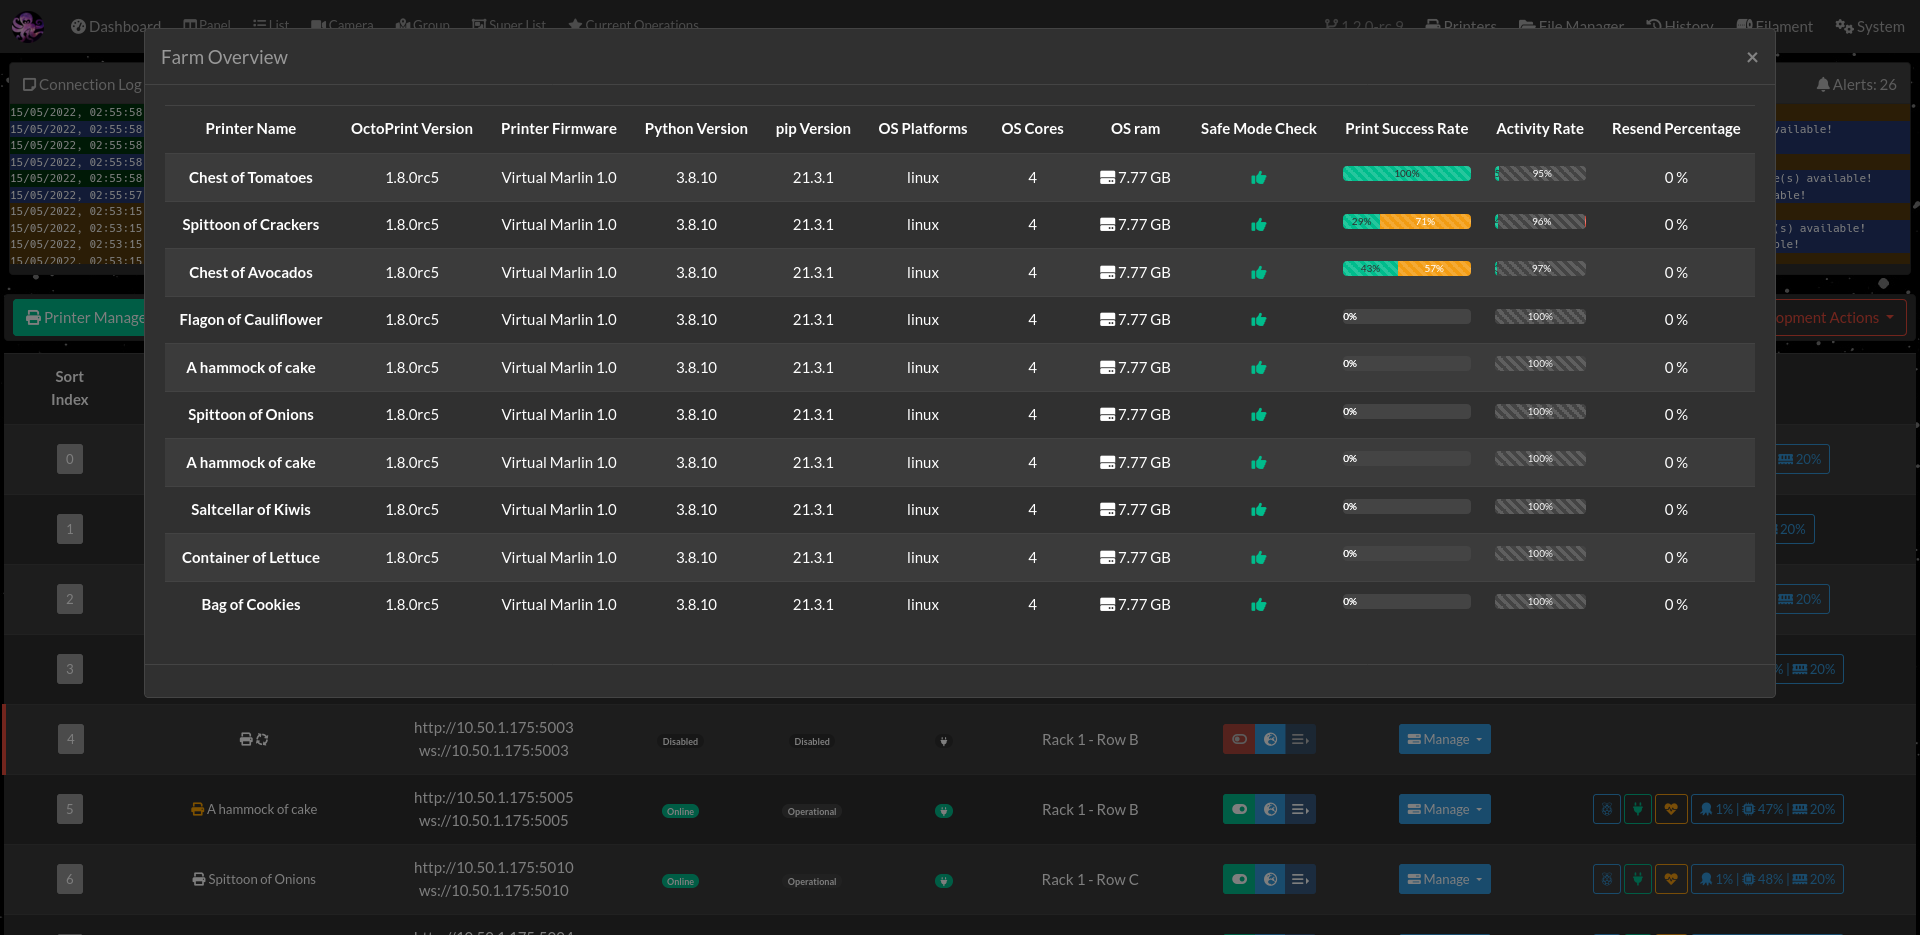 Dashboard Panel List Camera Group Super List Current Operations 1.2.0-rc.9 Printers File Manager History Filament System
Farm Overview ×
Connection Log Alerts: 26
15/05/2022, 02:55:58
15/05/2022, 02:55:58
15/05/2022, 02:55:58
15/05/2022, 02:55:58
15/05/2022, 02:55:58
15/05/2022, 02:55:57
15/05/2022, 02:53:15
15/05/2022, 02:53:15
15/05/2022, 02:53:15
15/05/2022, 02:53:15
available!
(s) available!
able!
(s) available!
ble!
Printer Name OctoPrint Version Printer Firmware Python Version pip Version OS Platforms OS Cores OS ram Safe Mode Check Print Success Rate Activity Rate Resend Percentage
Chest of Tomatoes 1.8.0rc5 Virtual Marlin 1.0 3.8.10 21.3.1 linux 4 7.77 GB 100% 95% 0 %
Spittoon of Crackers 1.8.0rc5 Virtual Marlin 1.0 3.8.10 21.3.1 linux 4 7.77 GB 29% 71% 96% 0 %
Chest of Avocados 1.8.0rc5 Virtual Marlin 1.0 3.8.10 21.3.1 linux 4 7.77 GB 43% 57% 97% 0 %
Flagon of Cauliflower 1.8.0rc5 Virtual Marlin 1.0 3.8.10 21.3.1 linux 4 7.77 GB 0% 100% 0 %
A hammock of cake 1.8.0rc5 Virtual Marlin 1.0 3.8.10 21.3.1 linux 4 7.77 GB 0% 100% 0 %
Spittoon of Onions 1.8.0rc5 Virtual Marlin 1.0 3.8.10 21.3.1 linux 4 7.77 GB 0% 100% 0 %
A hammock of cake 1.8.0rc5 Virtual Marlin 1.0 3.8.10 21.3.1 linux 4 7.77 GB 0% 100% 0 %
Saltcellar of Kiwis 1.8.0rc5 Virtual Marlin 1.0 3.8.10 21.3.1 linux 4 7.77 GB 0% 100% 0 %
Container of Lettuce 1.8.0rc5 Virtual Marlin 1.0 3.8.10 21.3.1 linux 4 7.77 GB 0% 100% 0 %
Bag of Cookies 1.8.0rc5 Virtual Marlin 1.0 3.8.10 21.3.1 linux 4 7.77 GB 0% 100% 0 %
Printer Manage
opment Actions
Sort
Index
0 20%
1 20%
2 20%
3 % | 20%
4 http://10.50.1.175:5003
ws://10.50.1.175:5003 Disabled Disabled Rack 1 - Row B Manage
5 A hammock of cake http://10.50.1.175:5005
ws://10.50.1.175:5005 Online Operational Rack 1 - Row B Manage 1% | 47% | 20%
6 Spittoon of Onions http://10.50.1.175:5010
ws://10.50.1.175:5010 Online Operational Rack 1 - Row C Manage 1% | 48% | 20%